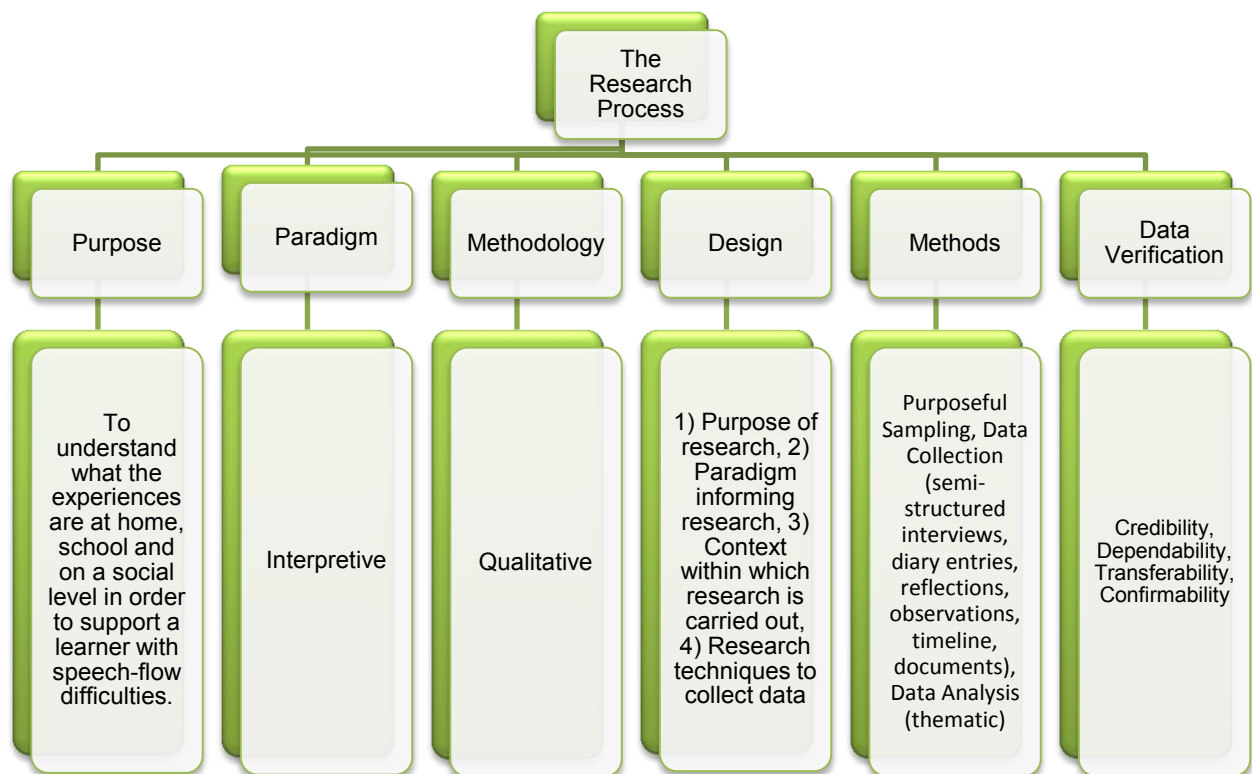 The
Research
Process
Purpose
Paradigm
Methodology
Design
Methods
Data
Verification
To
understand
what the
experiences
are at home,
school and
on a social
level in order
to support a
learner with
speech-flow
difficulties.
Interpretive
Qualitative
1) Purpose of
research, 2)
Paradigm
informing
research, 3)
Context
within which
research is
carried out,
4) Research
techniques to
collect data
Purposeful
Sampling, Data
Collection
(semi-
structured
interviews,
diary entries,
reflections,
observations,
timeline,
documents),
Data Analysis
(thematic)
Credibility,
Dependability,
Transferability,
Confirmability